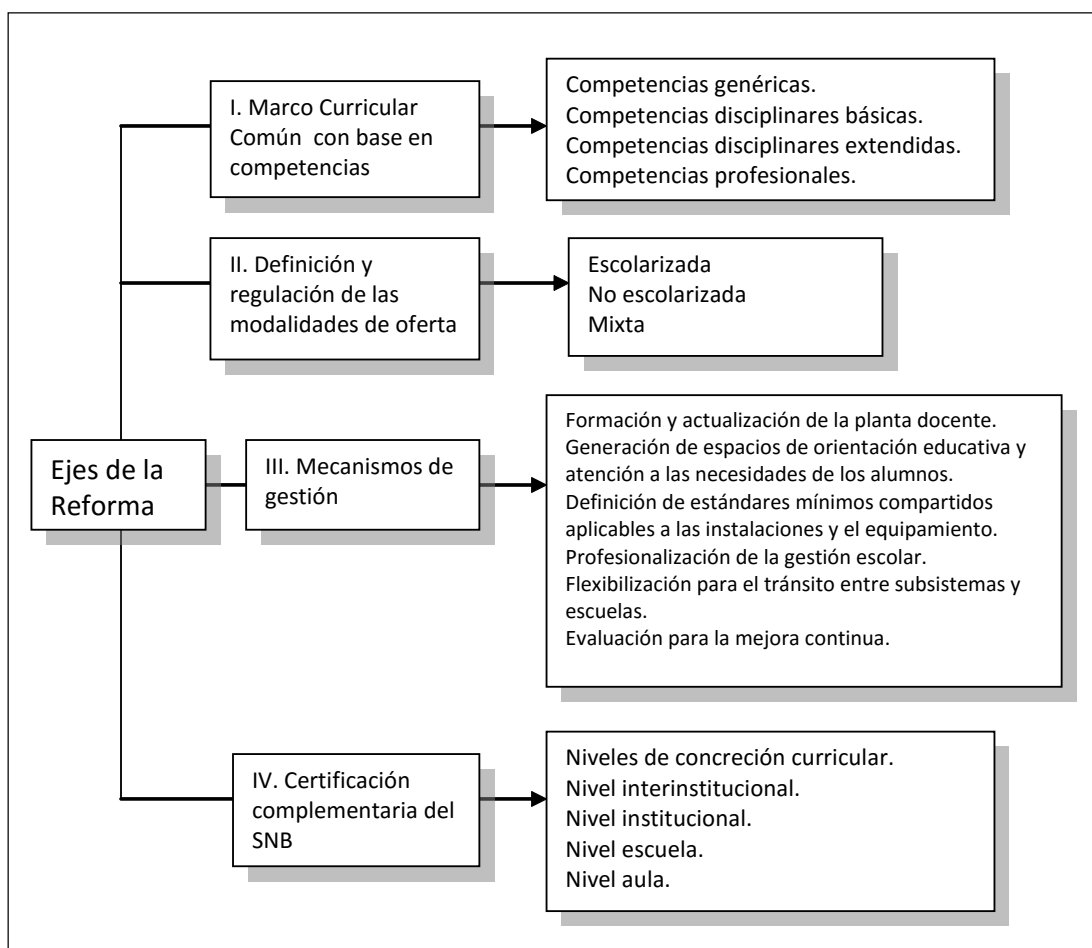 I. Marco Curricular
Común con base en
competencias
Competencias genéricas.
Competencias disciplinares básicas.
Competencias disciplinares extendidas.
Competencias profesionales.
II. Definición y
regulación de las
modalidades de oferta
Escolarizada
No escolarizada
Mixta
Ejes de la
Reforma
III. Mecanismos de
gestión
Formación y actualización de la planta docente.
Generación de espacios de orientación educativa y
atención a las necesidades de los alumnos.
Definición de estándares mínimos compartidos
aplicables a las instalaciones y el equipamiento.
Profesionalización de la gestión escolar.
Flexibilización para el tránsito entre subsistemas y
escuelas.
Evaluación para la mejora continua.
IV. Certificación
complementaria del
SNB
Niveles de concreción curricular.
Nivel interinstitucional.
Nivel institucional.
Nivel escuela.
Nivel aula.